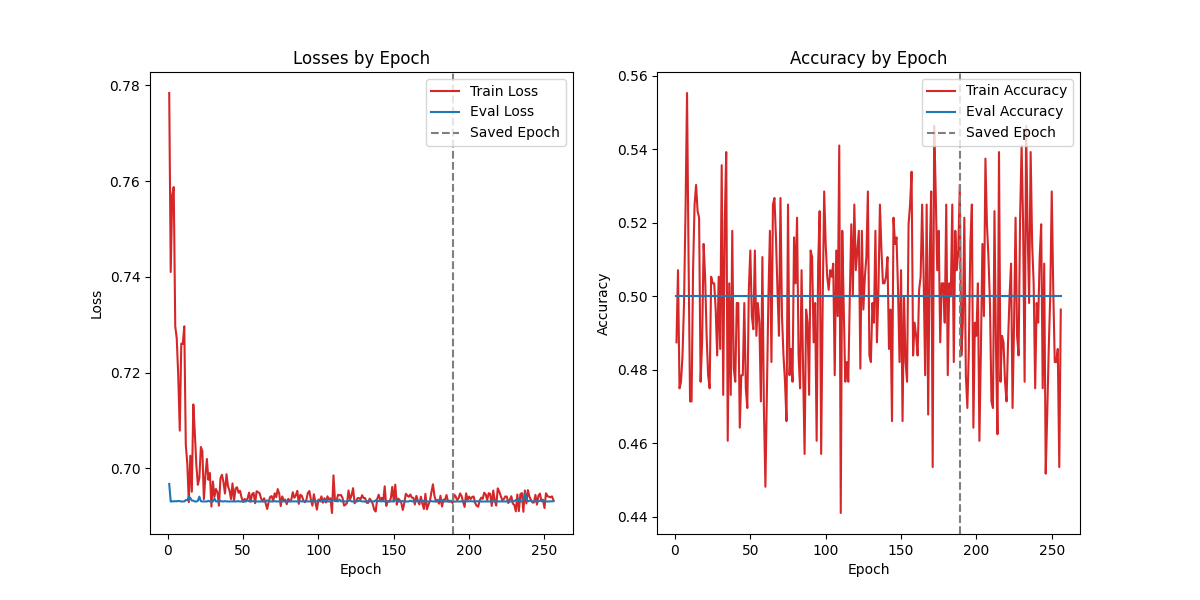 Losses by Epoch
Train Loss
Eval Loss
Saved Epoch
0.78
0.76
0.74
0.72
0.70
Loss
0
50
100
150
200
250
Epoch
Accuracy by Epoch
Train Accuracy
Eval Accuracy
Saved Epoch
0.56
0.54
0.52
0.50
0.48
0.46
0.44
Accuracy
0
50
100
150
200
250
Epoch